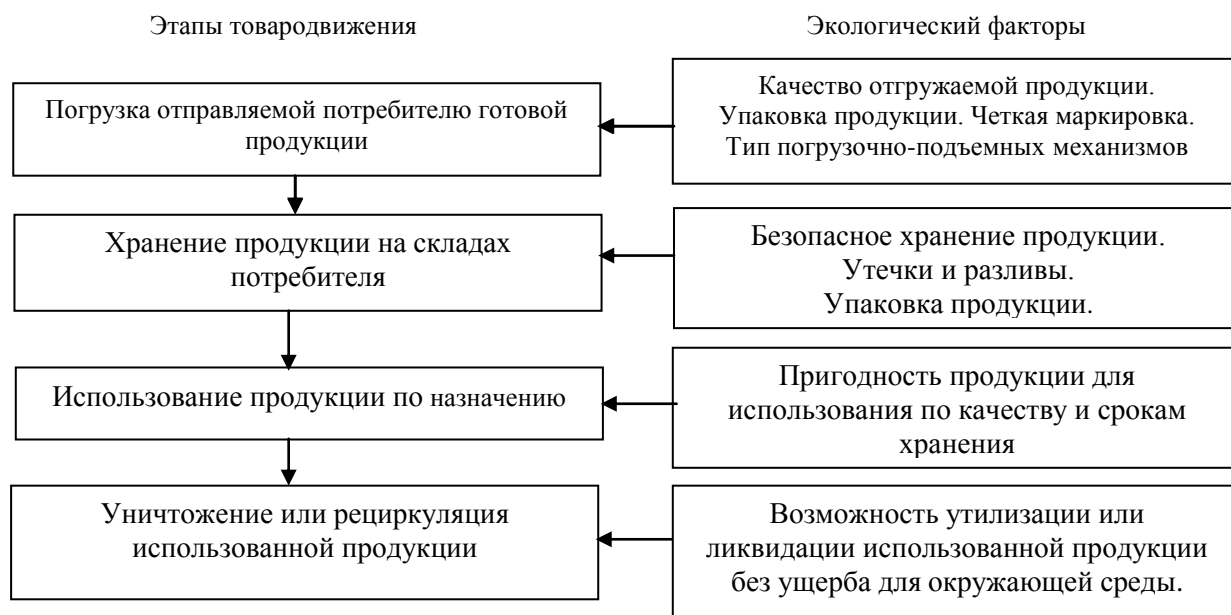 Этапы товародвижения
Экологический факторы
Погрузка отправляемой потребителю готовой
продукции
Качество отгружаемой продукции.
Упаковка продукции. Четкая маркировка.
Тип погрузочно-подъемных механизмов
Хранение продукции на складах
потребителя
Безопасное хранение продукции.
Утечки и разливы.
Упаковка продукции.
Использование продукции по назначению
Пригодность продукции для
использования по качеству и срокам
хранения
Уничтожение или рециркуляция
использованной продукции
Возможность утилизации или
ликвидации использованной продукции
без ущерба для окружающей среды.